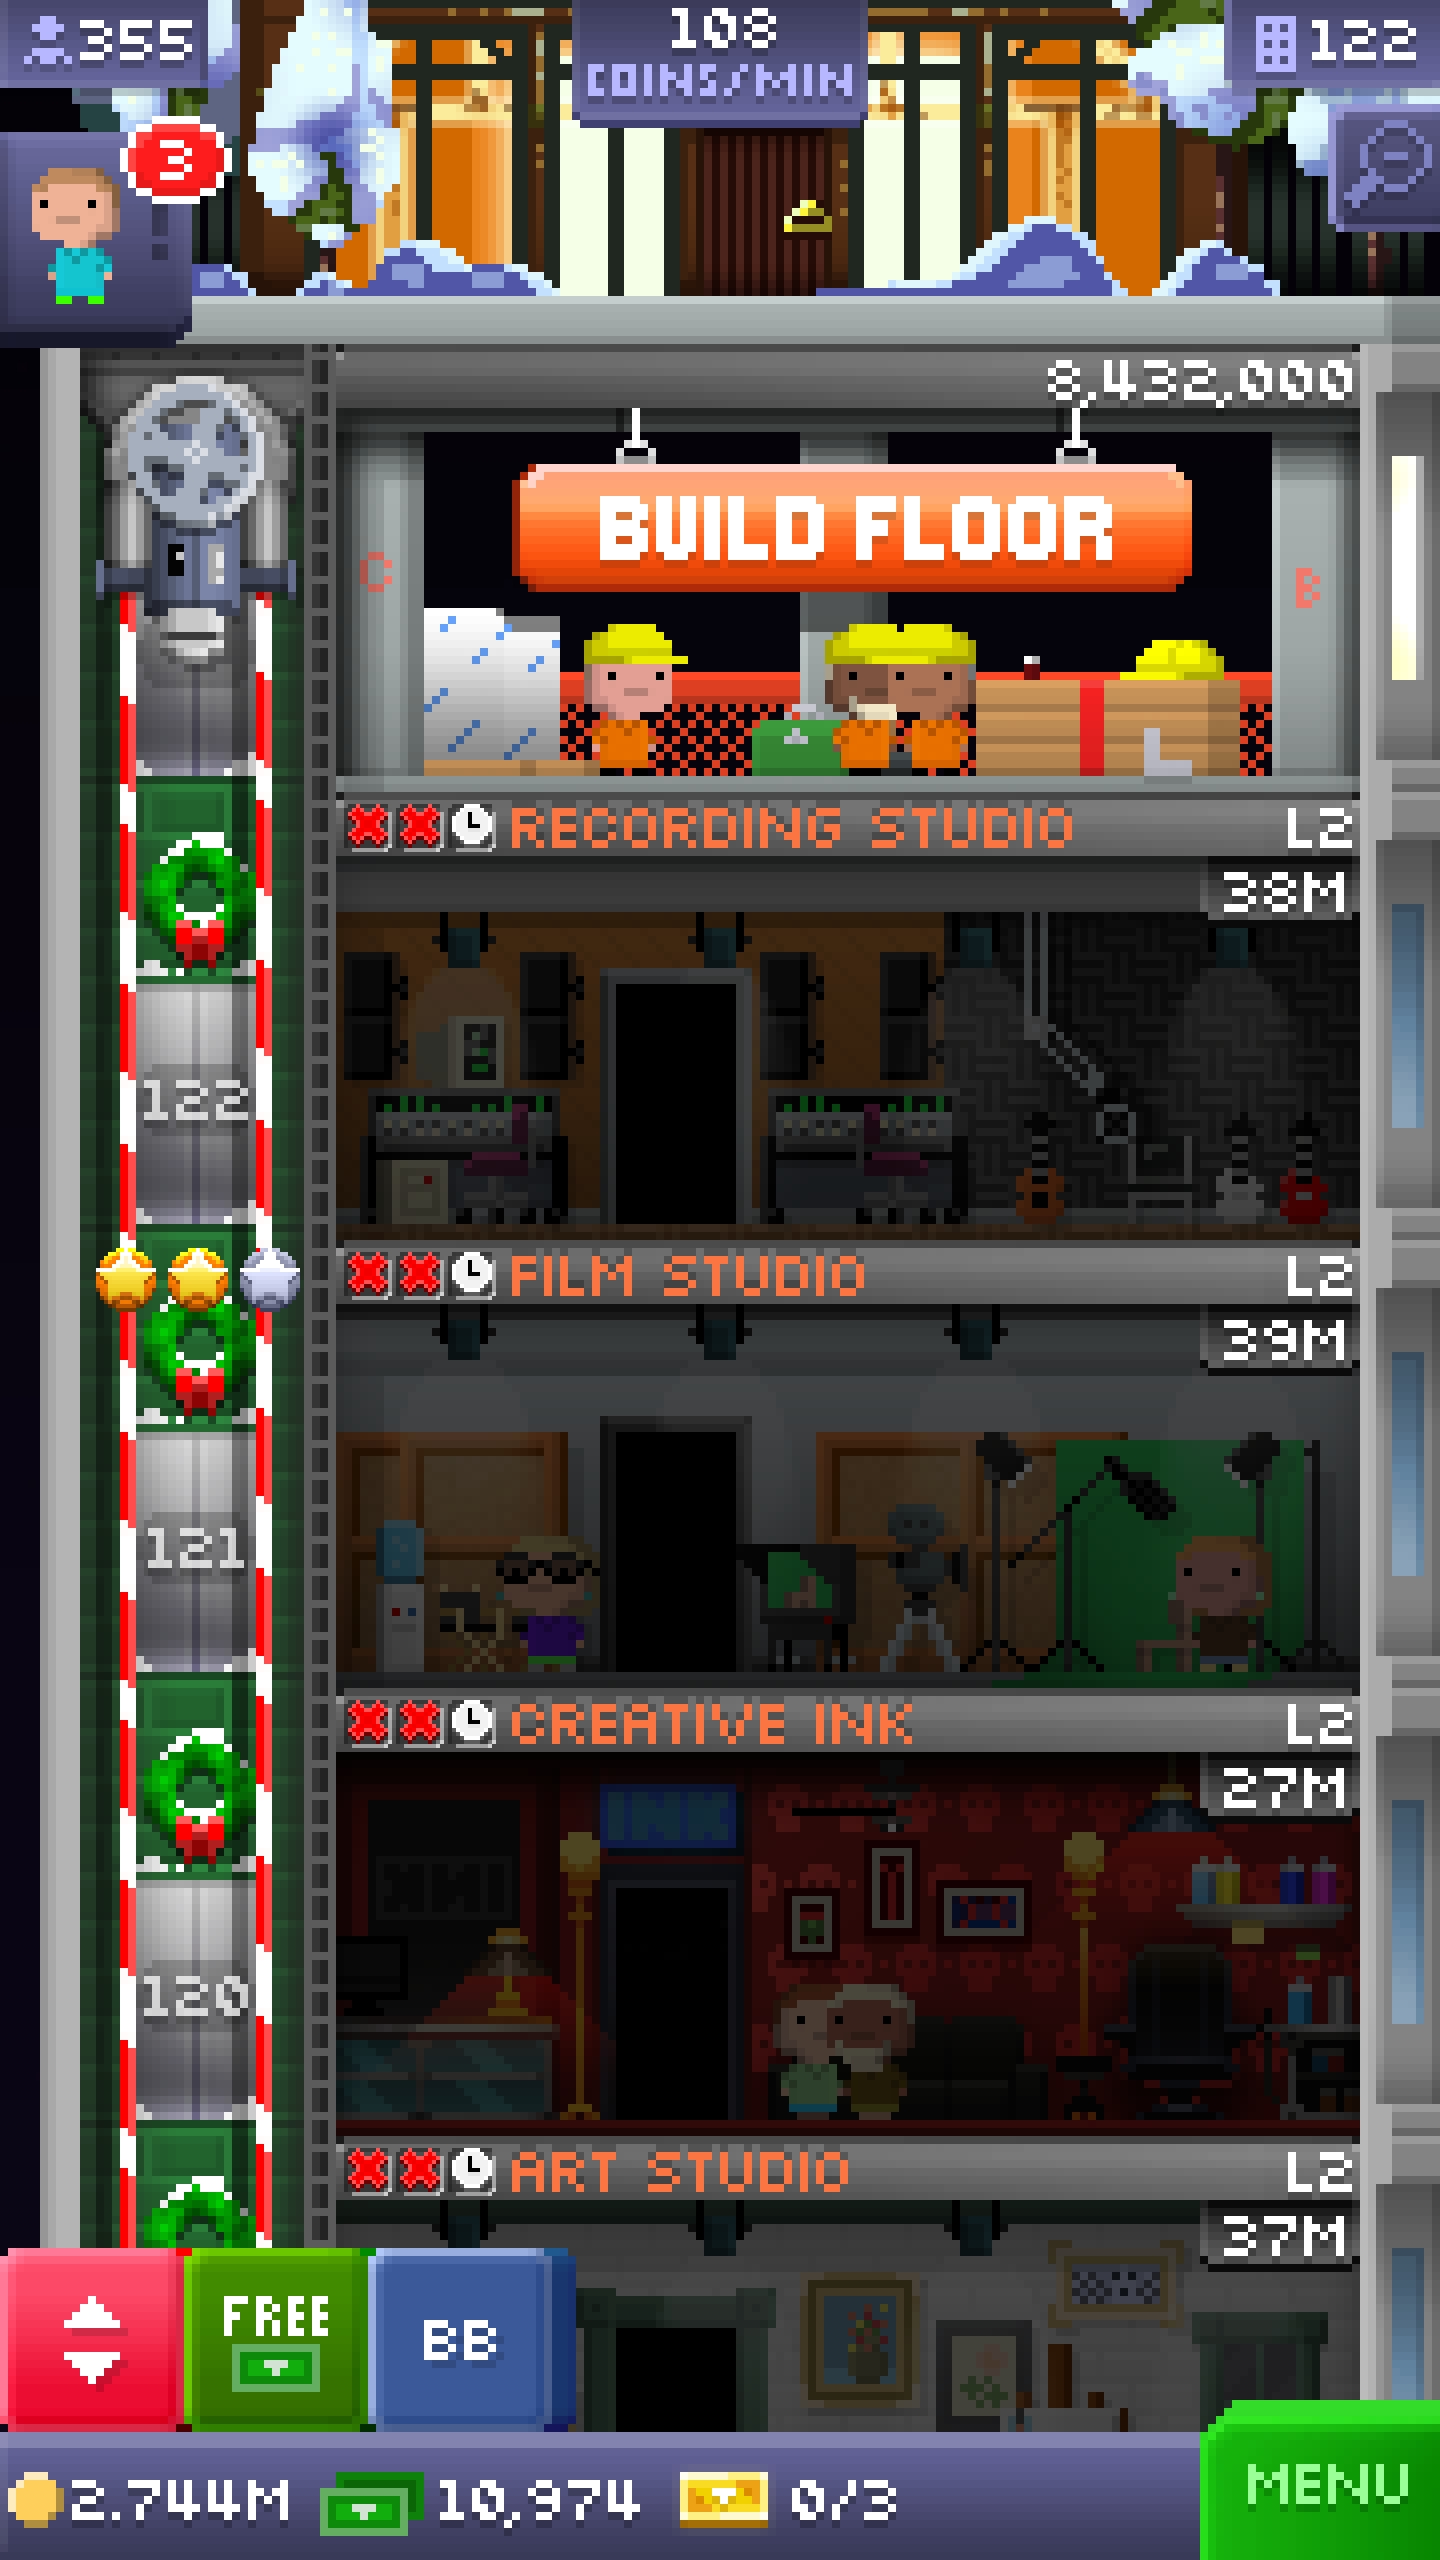 355
108
COINS/MIN
122
3
8,432,000
BUILD FLOOR
C
B
L
RECORDING STUDIO L2
38M
122
FILM STUDIO L2
39M
121
CREATIVE INK L2
27M
INK
120
ART STUDIO L2
37M
FREE
BB
2.744M 10,974 0/3
MENU